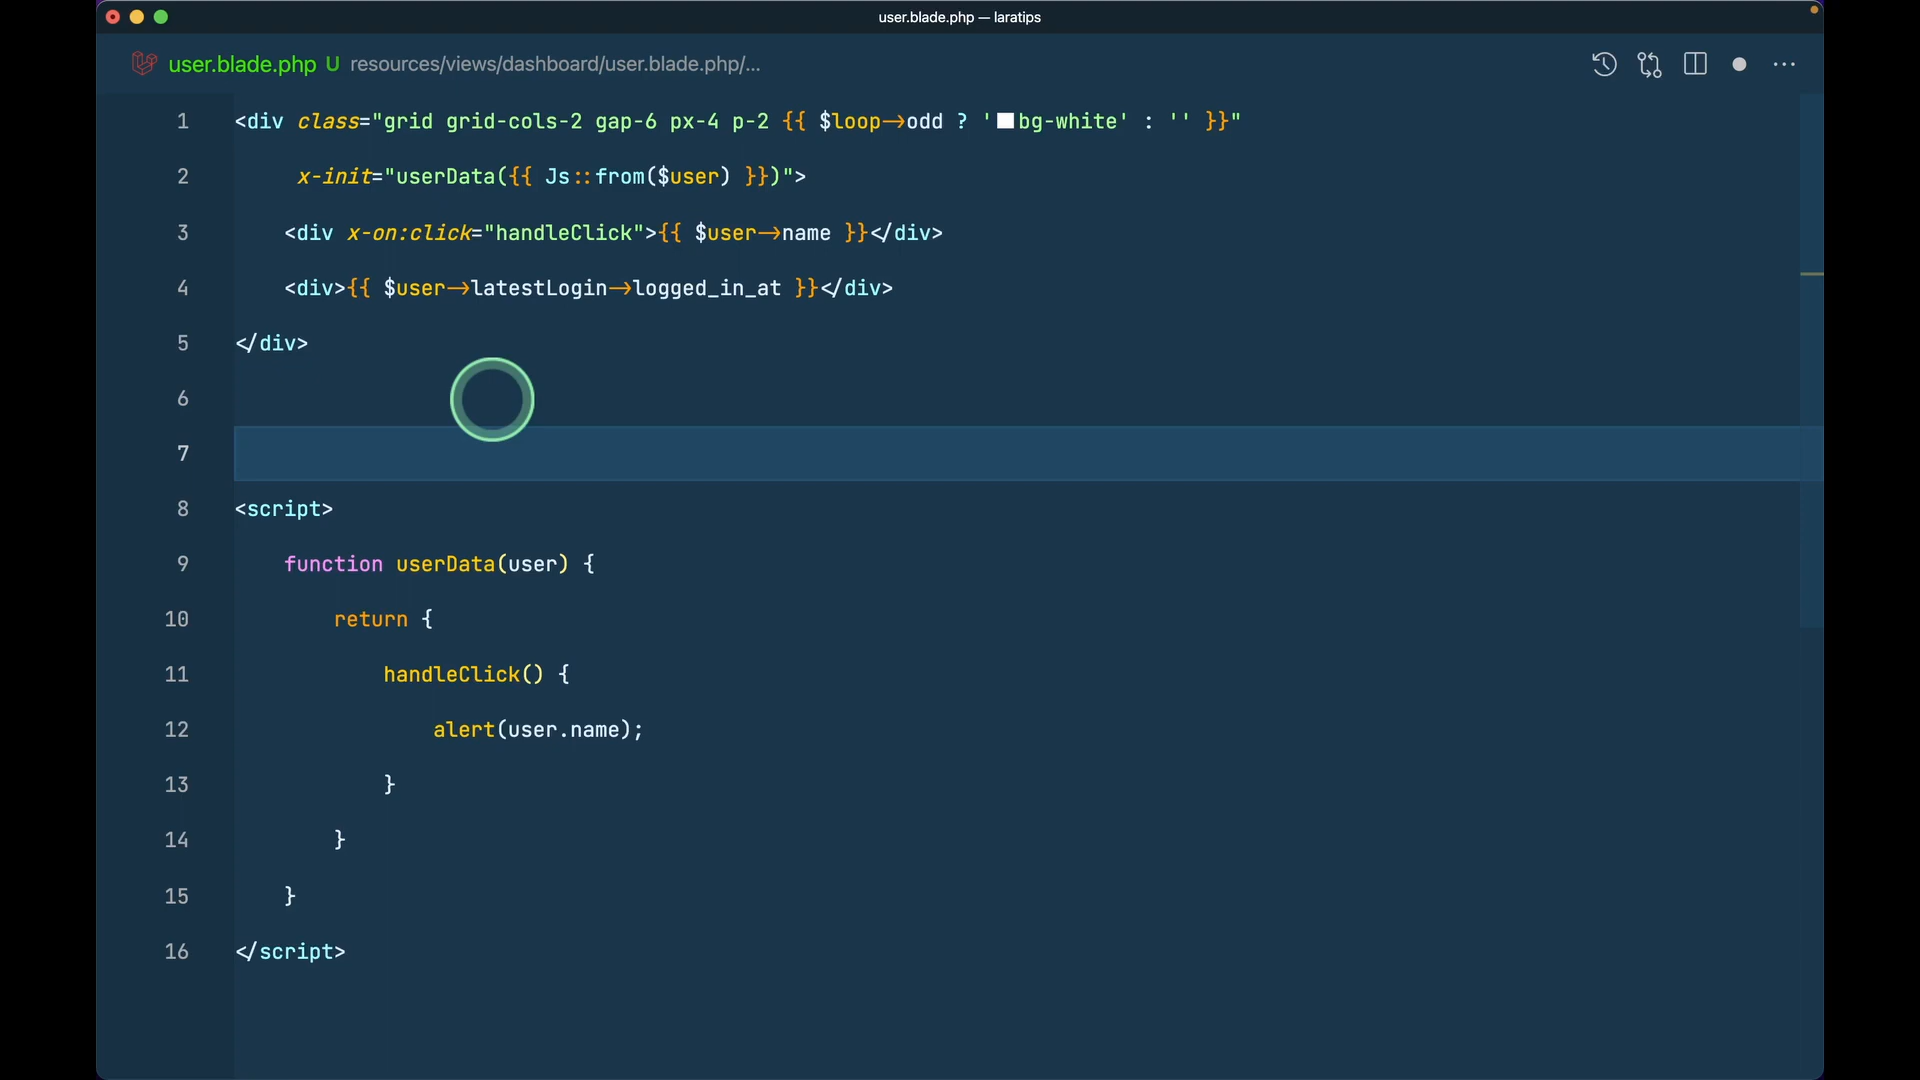 user.blade.php — laratips
user.blade.php U resources/views/dashboard/user.blade.php/...
1 <div class="grid grid-cols-2 gap-6 px-4 p-2 {{ $loop->odd ? 'bg-white' : '' }}"
2 x-init="userData({{ Js::from($user) }})">
3 <div x-on:click="handleClick">{{ $user->name }}</div>
4 <div>{{ $user->latestLogin->logged_in_at }}</div>
5 </div>
6
7
8 <script>
9 function userData(user) {
10 return {
11 handleClick() {
12 alert(user.name);
13 }
14 }
15 }
16 </script>